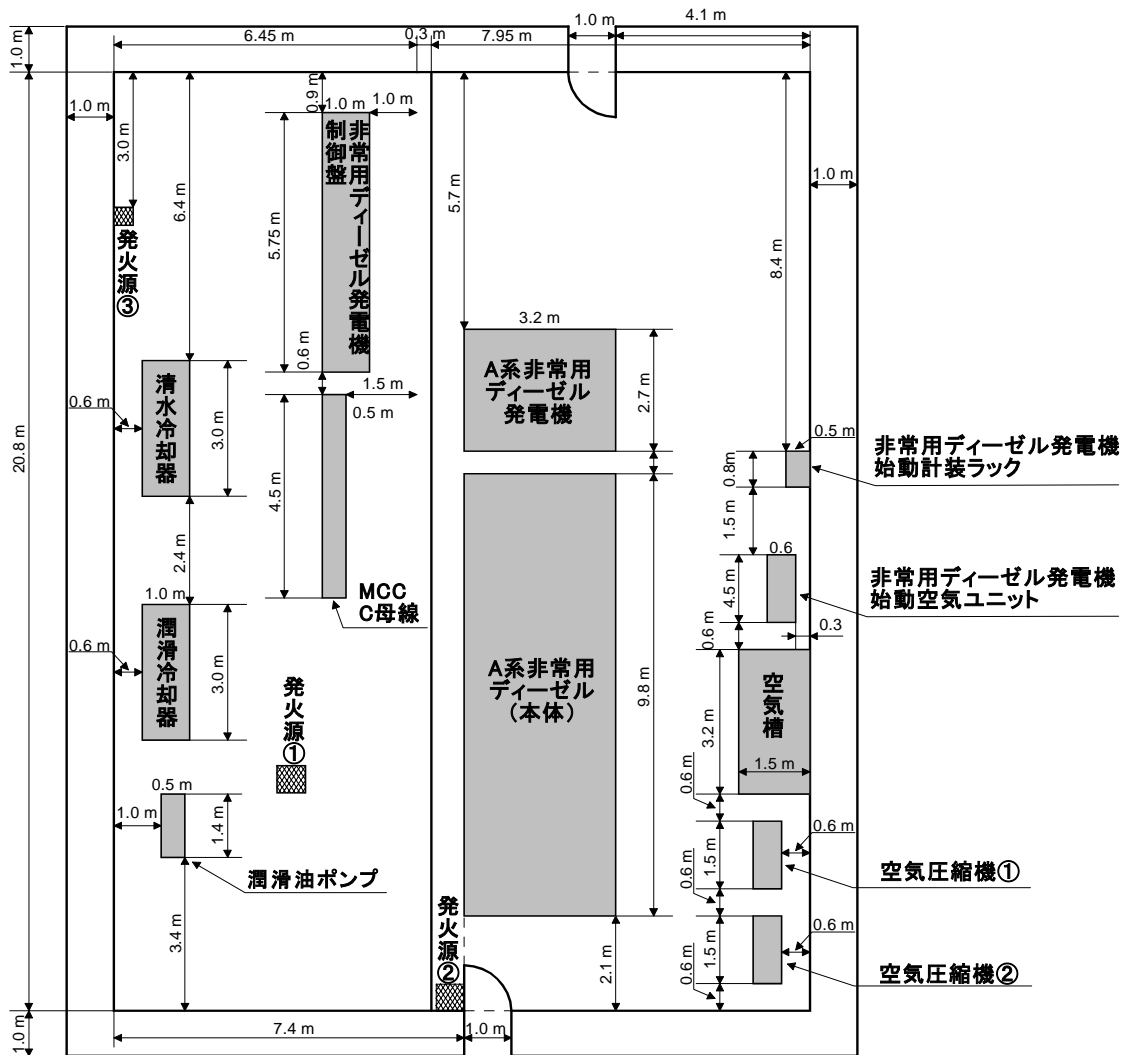 4.1 m
1.0 m
1.0 m
6.45 m
0.3 m
7.95 m
0.9 m
1.0 m
1.0 m
1.0 m
3.0 m
非常用ディーゼル発電機
制御盤
5.7 m
1.0 m
6.4 m
5.75 m
8.4 m
発火源③
3.2 m
0.6 m
A系非常用
ディーゼル
発電機
2.7 m
1.5 m
0.5 m
清水冷却器
0.6 m
3.0 m
20.8 m
0.5 m
0.8m
非常用ディーゼル発電機
始動計装ラック
4.5 m
1.5 m
2.4 m
0.6
4.5 m
非常用ディーゼル発電機
始動空気ユニット
MCC
C母線
1.0 m
0.6 m
0.3
0.6 m
潤滑冷却器
3.0 m
A系非常用
ディーゼル
（本体）
9.8 m
空気槽
3.2 m
発火源①
1.5 m
0.6 m
0.5 m
1.0 m
1.4 m
0.6 m
1.5 m
空気圧縮機①
潤滑油ポンプ
0.6 m
発火源②
3.4 m
2.1 m
1.5 m
0.6 m
空気圧縮機②
0.6 m
7.4 m
1.0 m
1.0 m